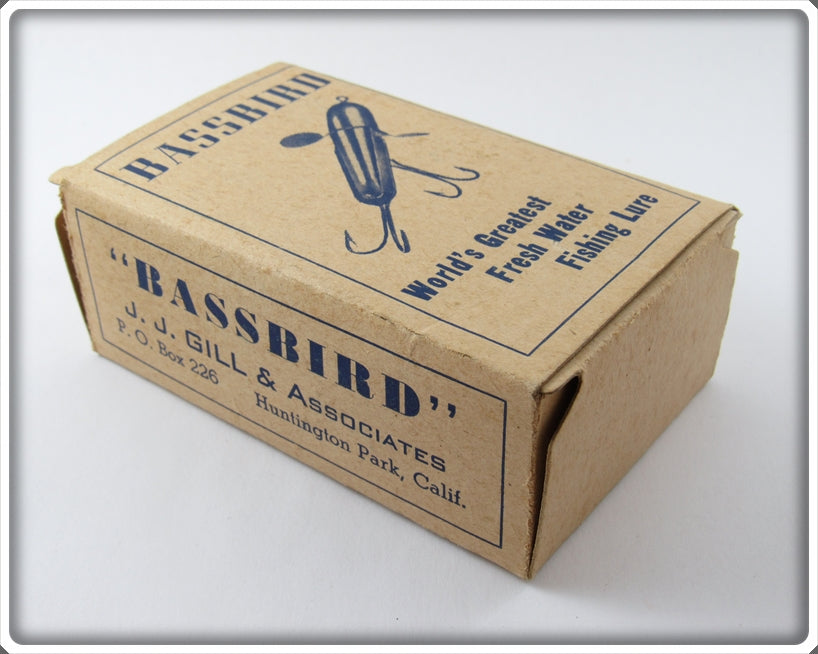 BASSBIRD
World's Greatest
Fresh Water
Fishing Lure
"BASSBIRD"
J. J. GILL & ASSOCIATES
P. O. Box 226
Huntington Park, Calif.